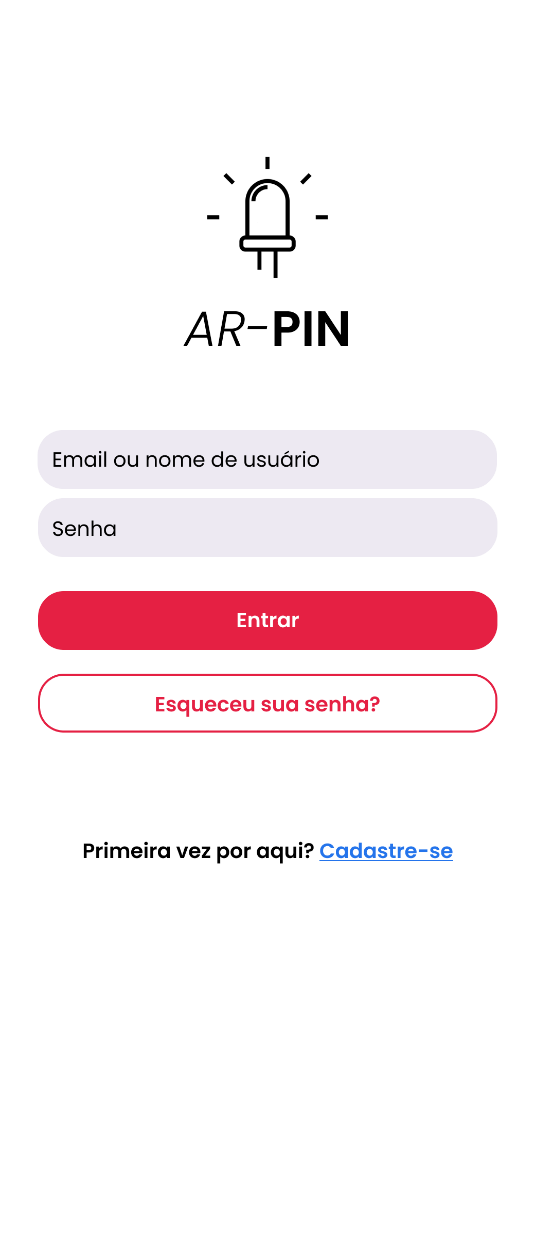 AR-PIN
Email ou nome de usuário
Senha
Entrar
Esqueceu sua senha?
Primeira vez por aqui? Cadastre-se